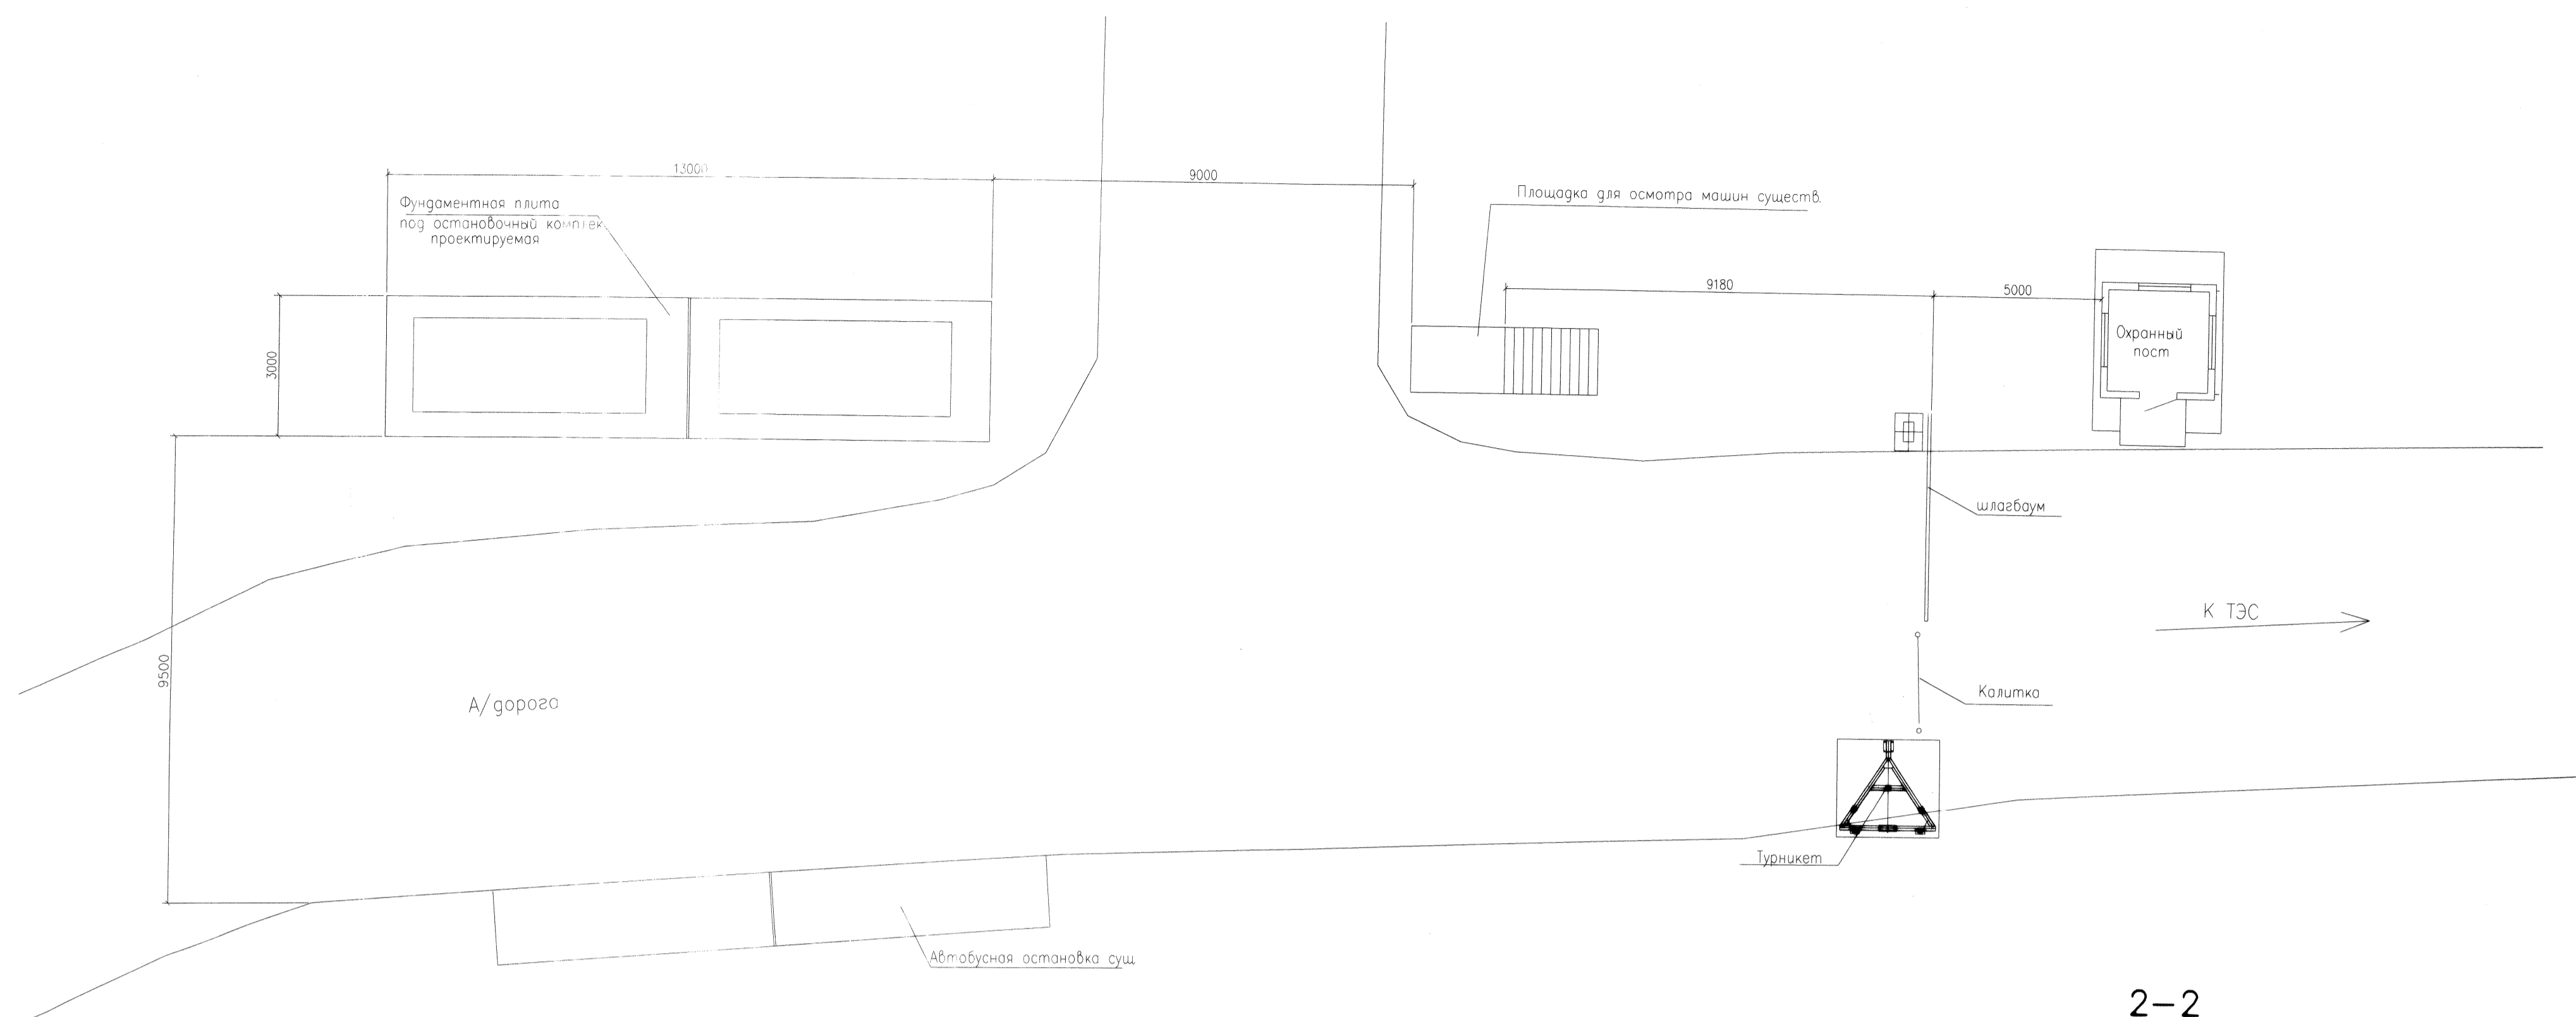 13000
9000
Фундаментная плита
под остановочный комплек
проектируемая
Площадка для осмотра машин существ.
9180
5000
3000
Охранный
пост
шлагбаум
К ТЭС
9500
А/дорога
Калитка
Турникет
Автобусная остановка сущ
2-2